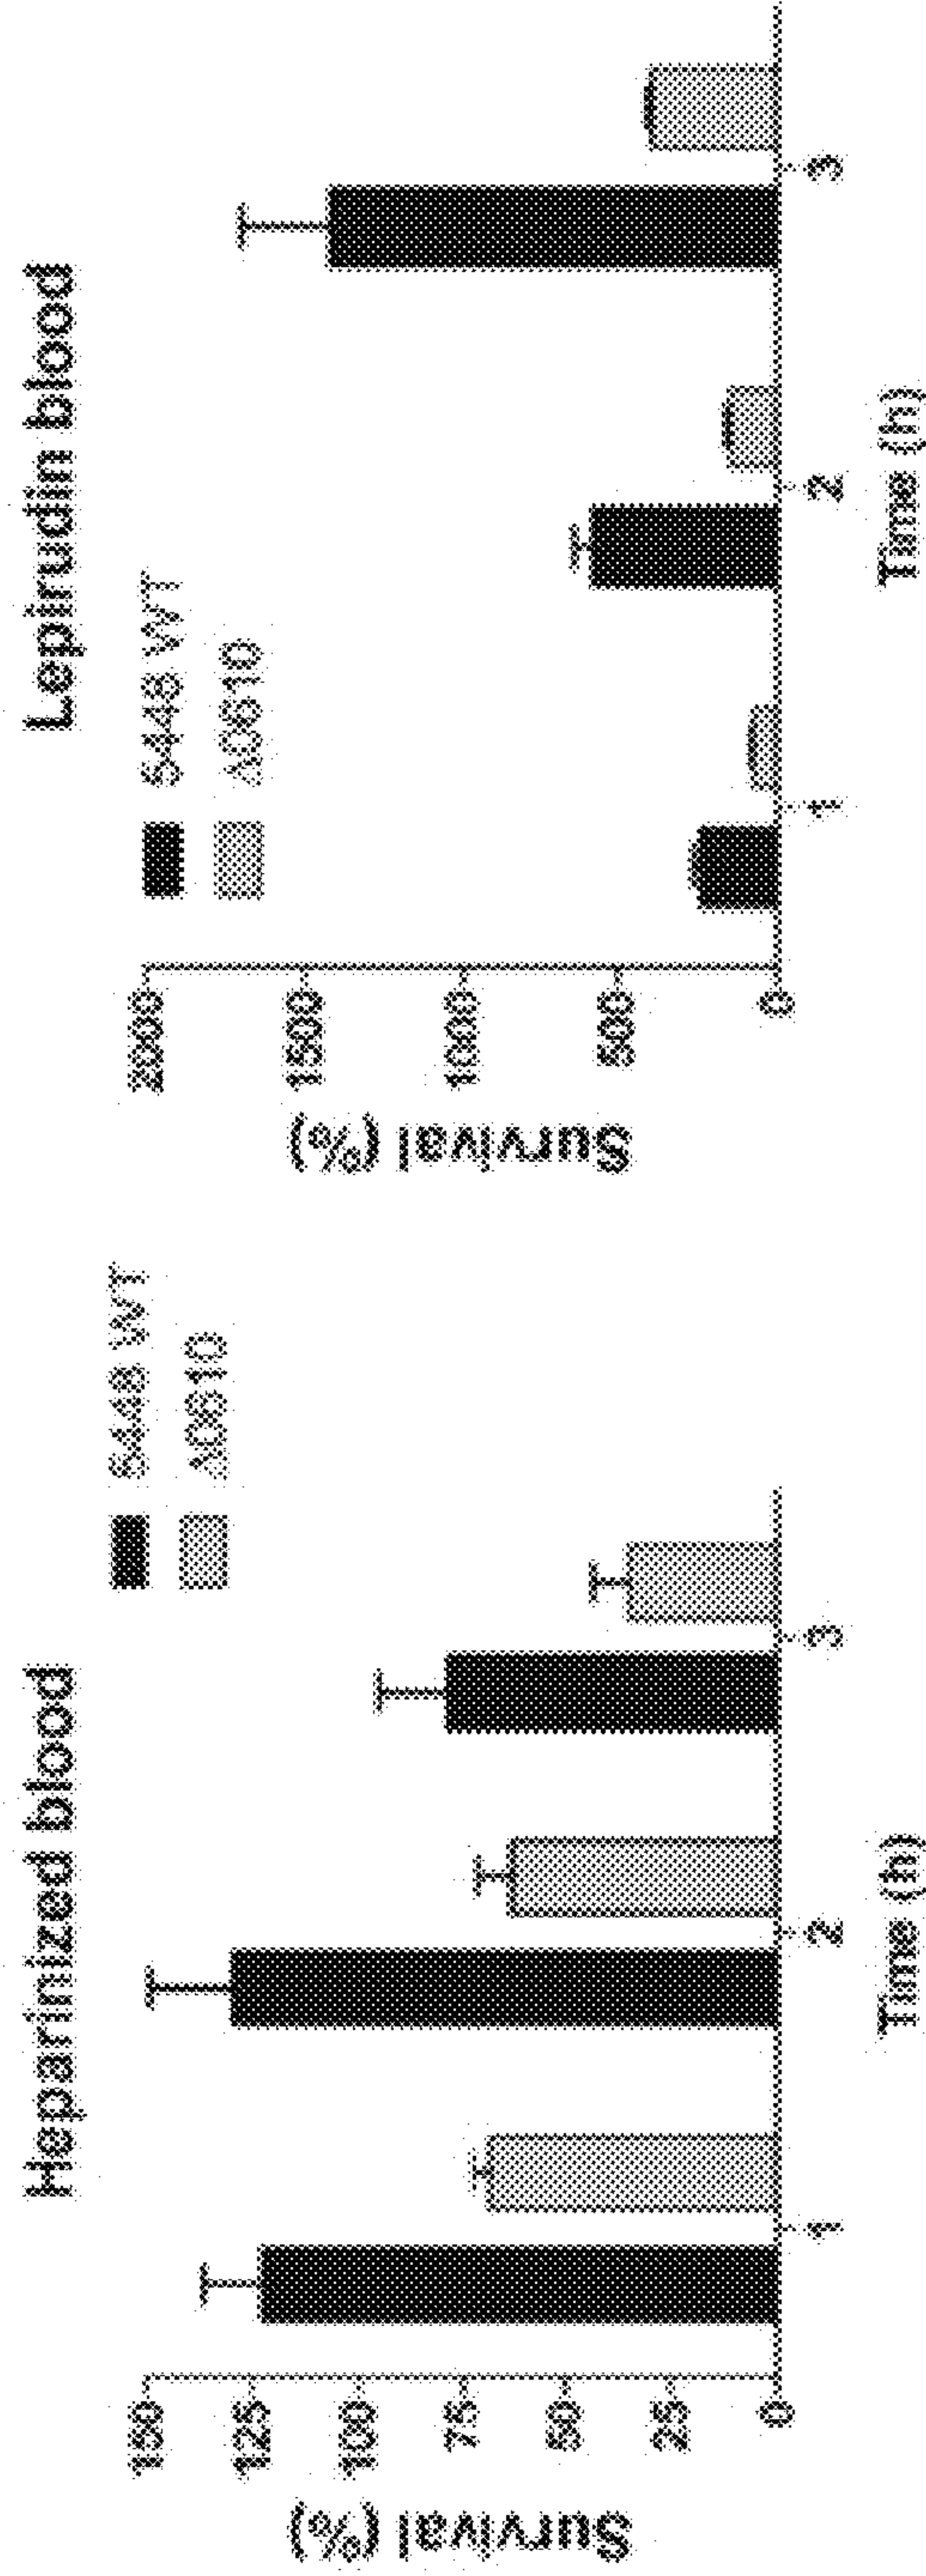 Heparinized blood
5448 WT
Δ0610
Survival (%)
150
125
100
75
50
25
0
1
2
3
Time (h)
Lepirudin blood
5448 WT
Δ0610
Survival (%)
2000
1500
1000
500
0
1
2
3
Time (h)